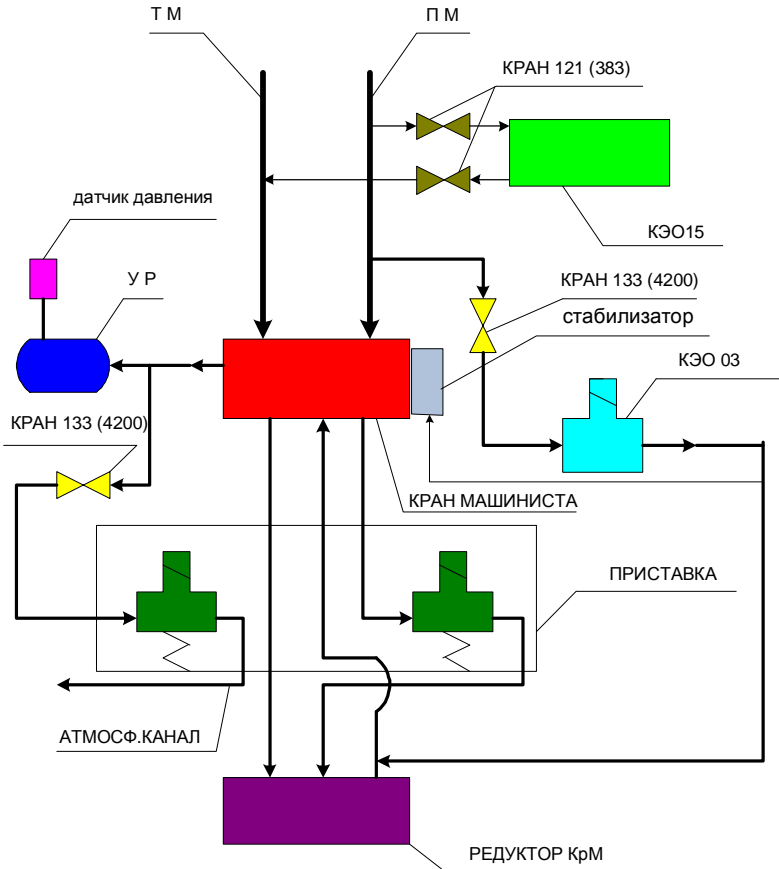 Т М
П М
КРАН 121 (383)
датчик давления
КЭО15
У Р
КРАН 133 (4200)
стабилизатор
КЭО 03
КРАН 133 (4200)
КРАН МАШИНИСТА
ПРИСТАВКА
АТМОСФ.КАНАЛ
РЕДУКТОР КрМ